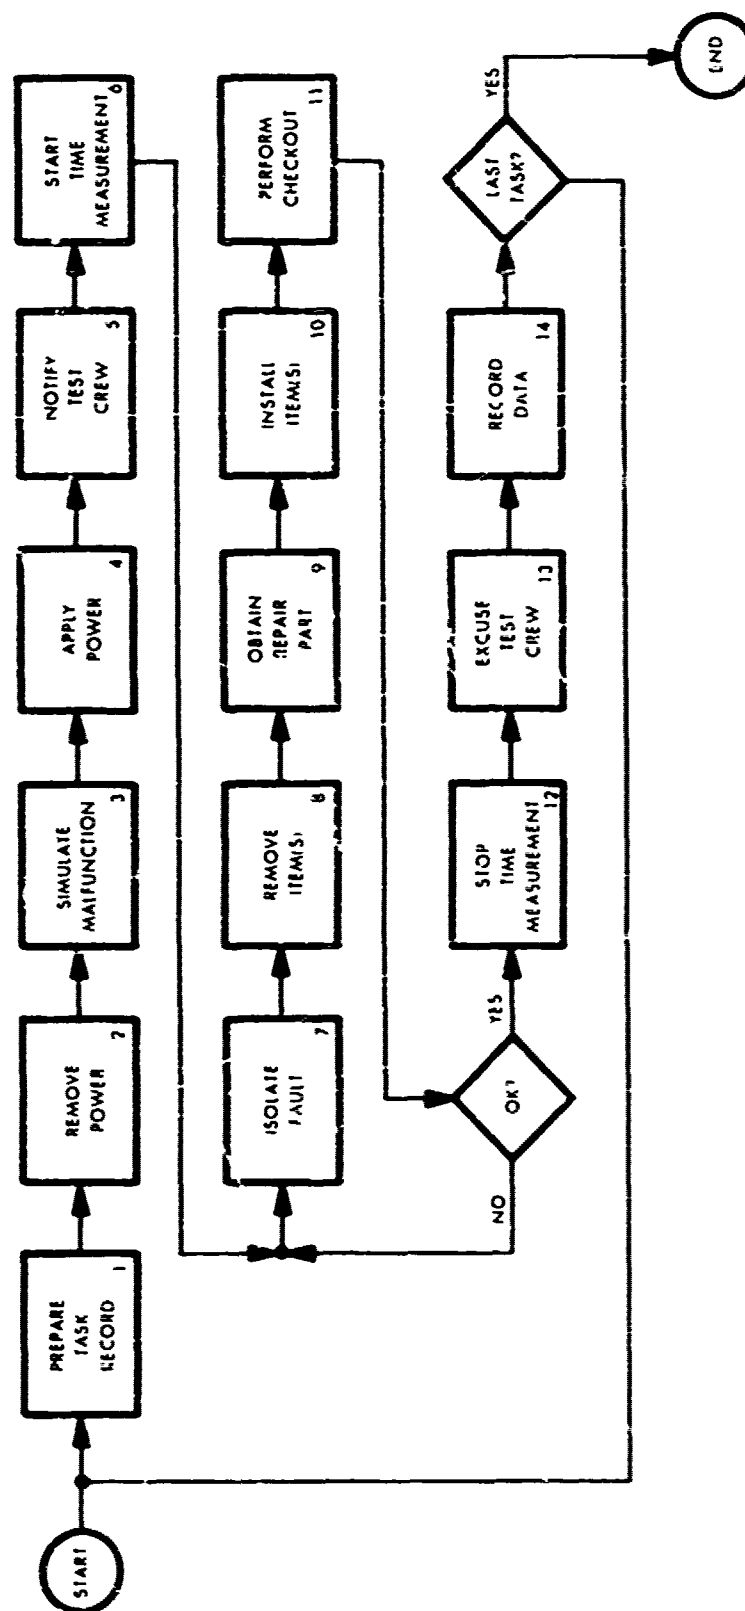 START
PREPARE
TASK
RECORD
1
REMOVE
POWER
2
SIMULATE
MALFUNCTION
3
APPLY
POWER
4
NOTIFY
TEST
CREW
5
START
TIME
MEASUREMENT
6
ISOLATE
FAULT
7
REMOVE
ITEM(S)
8
OBTAIN
REPAIR
PART
9
INSTALL
ITEM(S)
10
PERFORM
CHECKOUT
11
OK?
NO
YES
STOP
TIME
MEASUREMENT
12
EXCUSE
TEST
CREW
13
RECORD
DATA
14
LAST
TASK?
YES
END